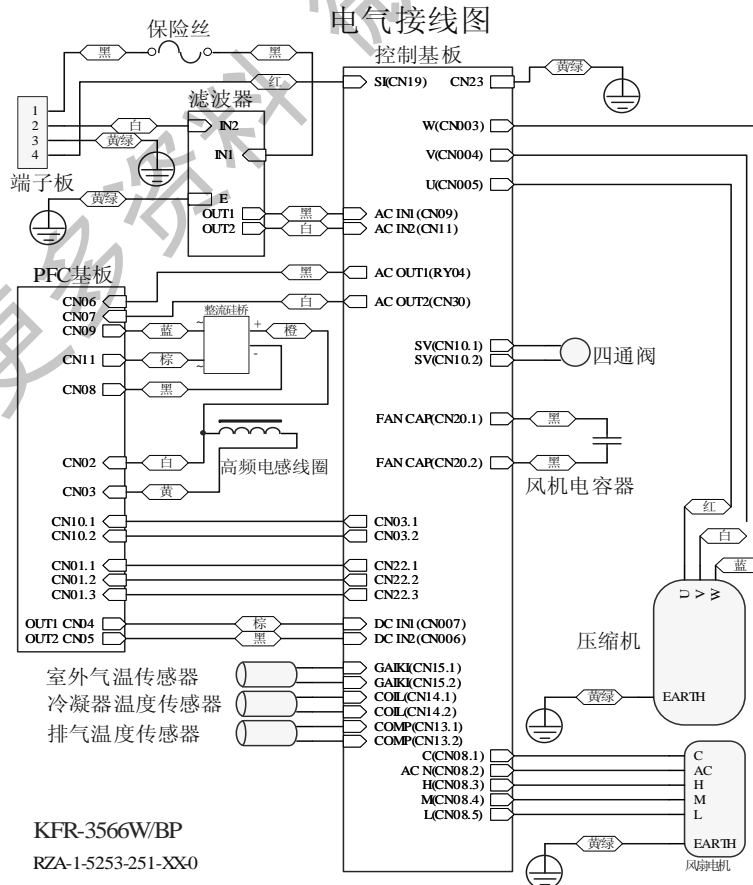 电气接线图
保险丝
控制基板
黑
黑
红
SI(CN19)
CN23
黄绿
滤波器
1
2
3
4
白
黄绿
端子板
IN2
IN1
E
OUT1
OUT2
黄绿
黑
白
AC IN1(CN09)
AC IN2(CN11)
W(CN003)
V(CN004)
U(CN005)
PFC基板
CN06
CN07
CN09
CN11
CN08
黑
白
AC OUT1(RY04)
AC OUT2(CN30)
蓝
棕
黑
整流硅桥
~
~
+
-
橙
SV(CN10.1)
SV(CN10.2)
四通阀
FAN CAP(CN20.1)
FAN CAP(CN20.2)
黑
黑
风机电容器
CN02
CN03
白
黄
高频电感线圈
CN10.1
CN10.2
CN03.1
CN03.2
CN01.1
CN01.2
CN01.3
CN22.1
CN22.2
CN22.3
OUT1 CN04
OUT2 CN05
棕
黑
DC IN1(CN007)
DC IN2(CN006)
红
白
蓝
U
V
W
压缩机
EARTH
黄绿
室外气温传感器
冷凝器温度传感器
排气温度传感器
GAIKI(CN15.1)
GAIKI(CN15.2)
COIL(CN14.1)
COIL(CN14.2)
COMP(CN13.1)
COMP(CN13.2)
C(CN08.1)
AC N(CN08.2)
H(CN08.3)
M(CN08.4)
L(CN08.5)
C
AC
H
M
L
EARTH
黄绿
风扇电机
KFR-3566W/BP
RZA-1-5253-251-XX-0
更多资料